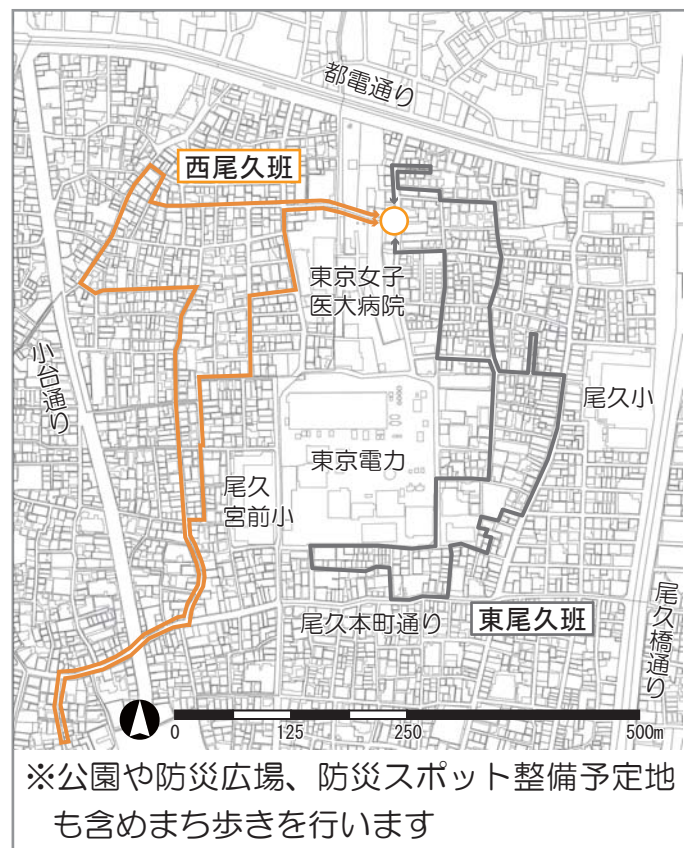 都電通り
西尾久班
東京女子
医大病院
小台通り
尾久小
東京電力
尾久
宮前小
尾久本町通り
東尾久班
尾久橋通り
0 125 250 500m
※公園や防災広場、防災スポット整備予定地
も含めまち歩きを行います